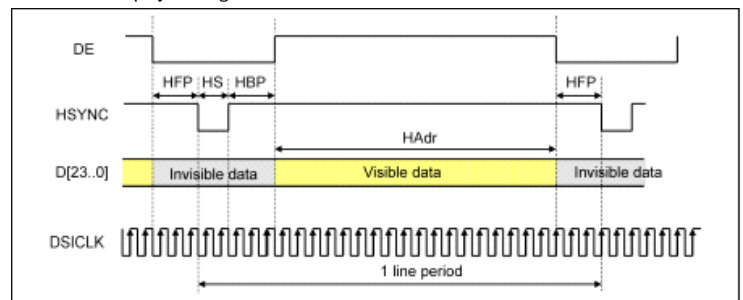 DE
HFP HS HBP HFP
HSYNC
HAdr
D[23..0] Invisible data Visible data Invisible data
DSICLK
1 line period